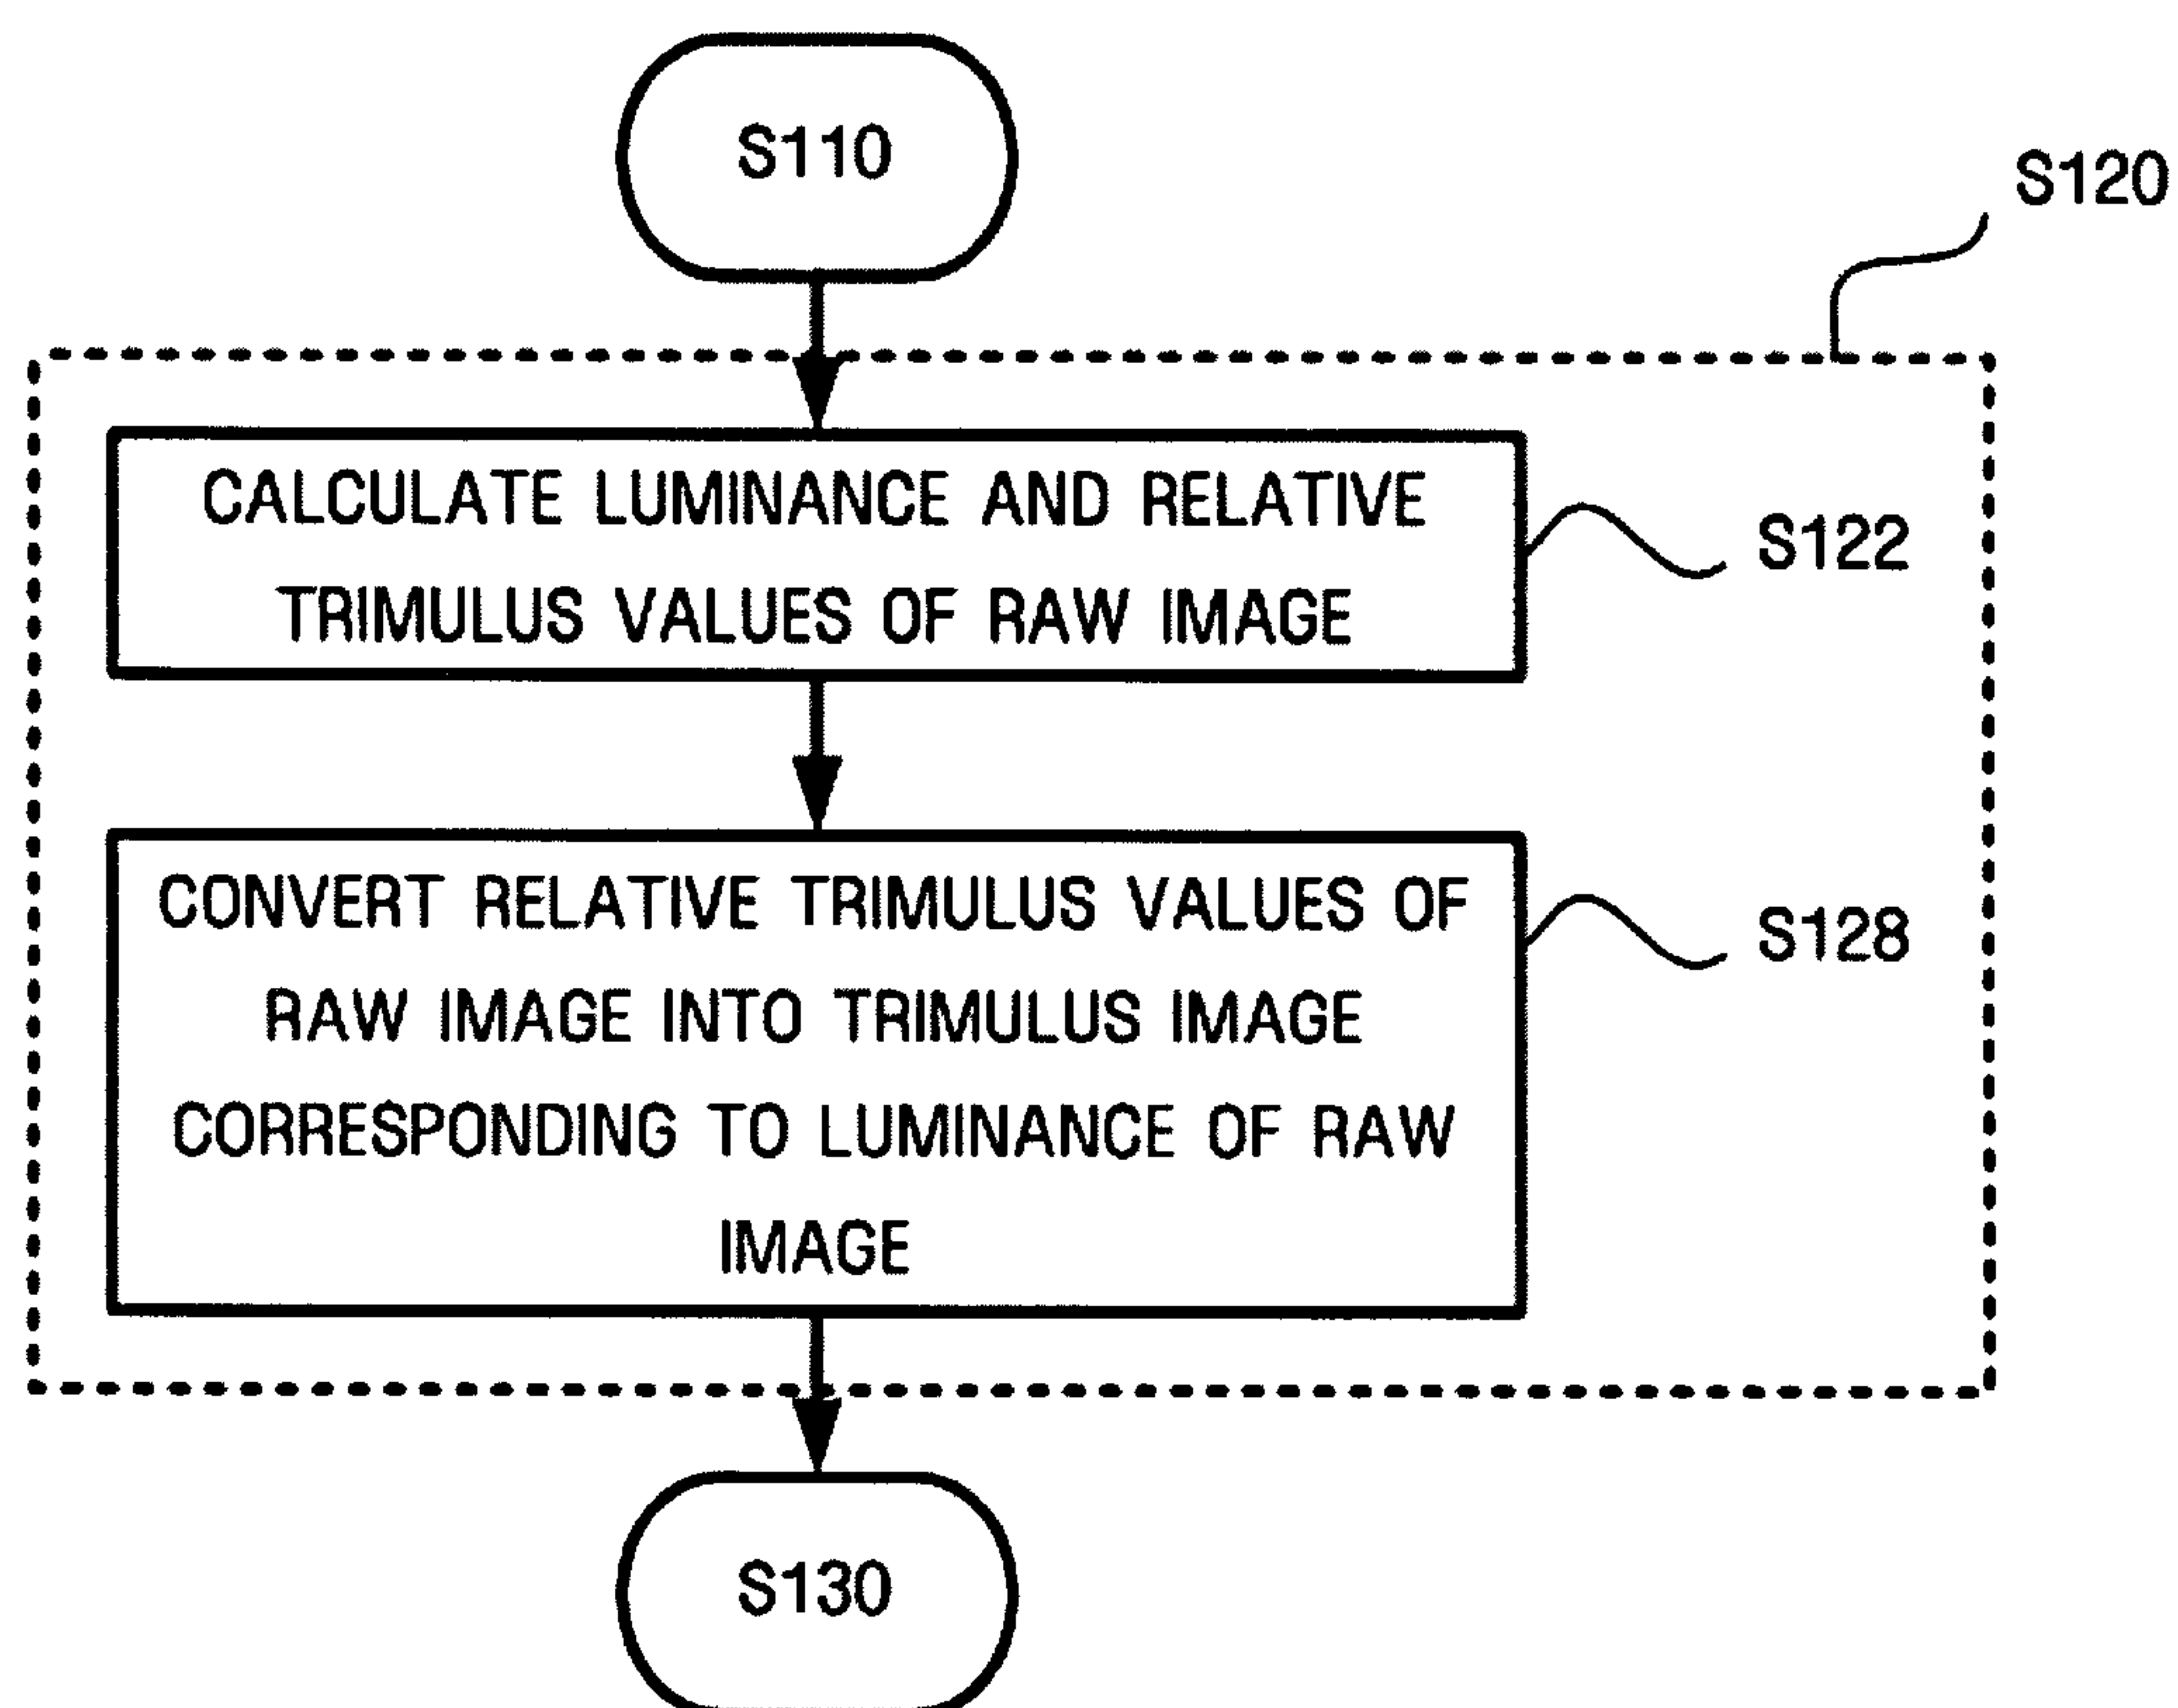 S110
S120
CALCULATE LUMINANCE AND RELATIVE
TRIMULUS VALUES OF RAW IMAGE
S122
CONVERT RELATIVE TRIMULUS VALUES OF
RAW IMAGE INTO TRIMULUS IMAGE
CORRESPONDING TO LUMINANCE OF RAW
IMAGE
S128
S130